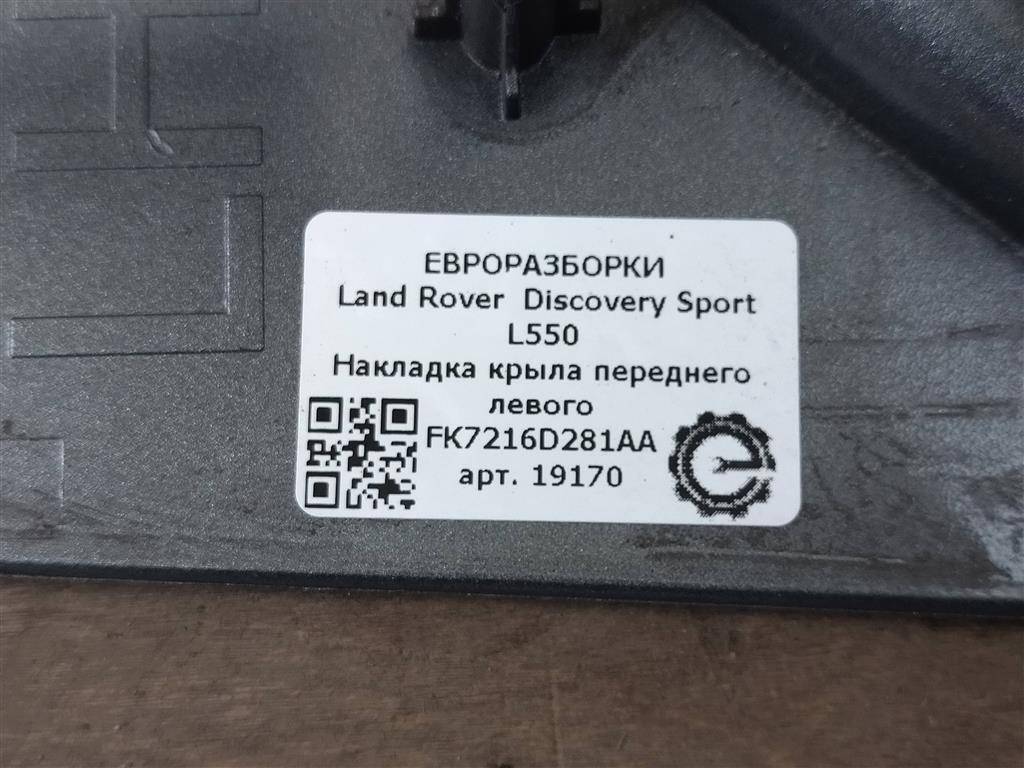 ЕВРОРАЗБОРКИ
Land Rover Discovery Sport
L550
Накладка крыла переднего
левого
FK7216D281AA
арт. 19170